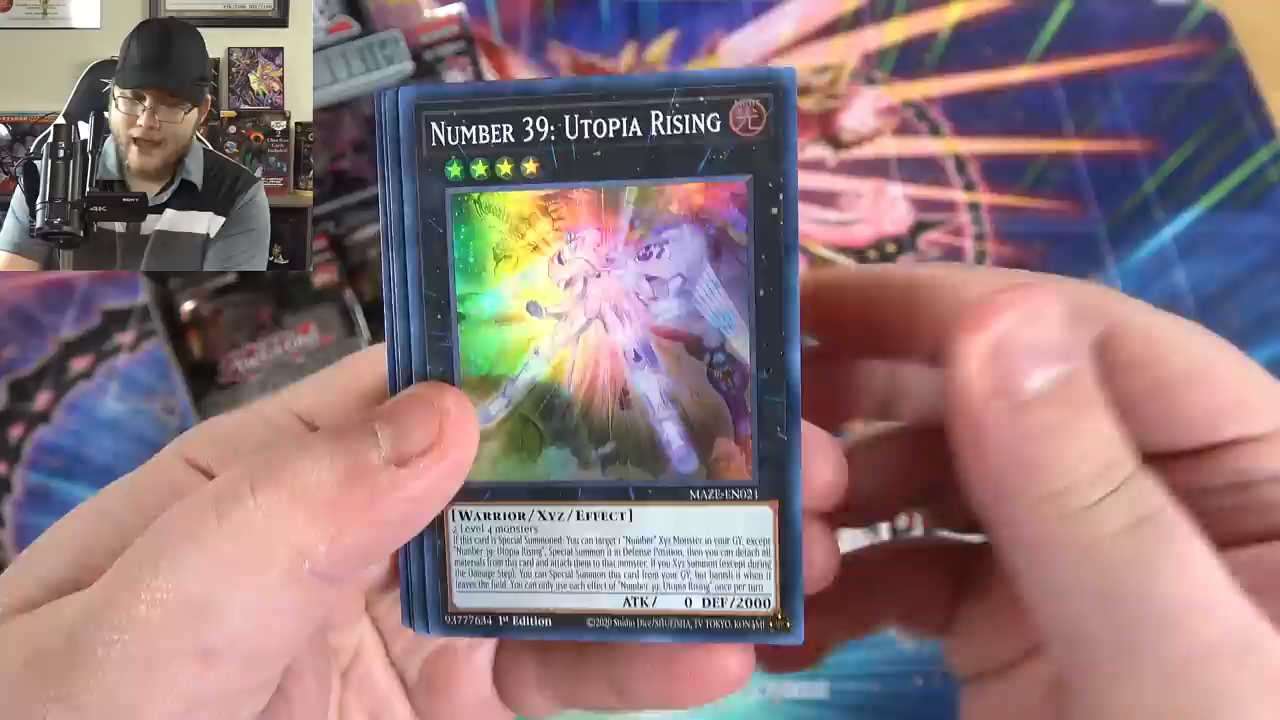 NUMBER 39: UTOPIA RISING
光
MAZE-EN021
[WARRIOR/XYZ/EFFECT]
2 Level 4 monsters
If this card is Special Summoned: You can target 1 "Number" Xyz Monster in your GY, except
"Number 39: Utopia Rising", Special Summon it in Defense Position, then you can detach all
materials from this card and attach them to that monster. If you Xyz Summon (except during
the Damage Step): You can Special Summon this card from your GY, but banish it when it
leaves the field. You can only use each effect of "Number 39: Utopia Rising" once per turn.
ATK/ 0 DEF/2000
93777634 1st Edition
©2020 Studio Dice/SHUEISHA, TV TOKYO, KONAMI
SONY
4K